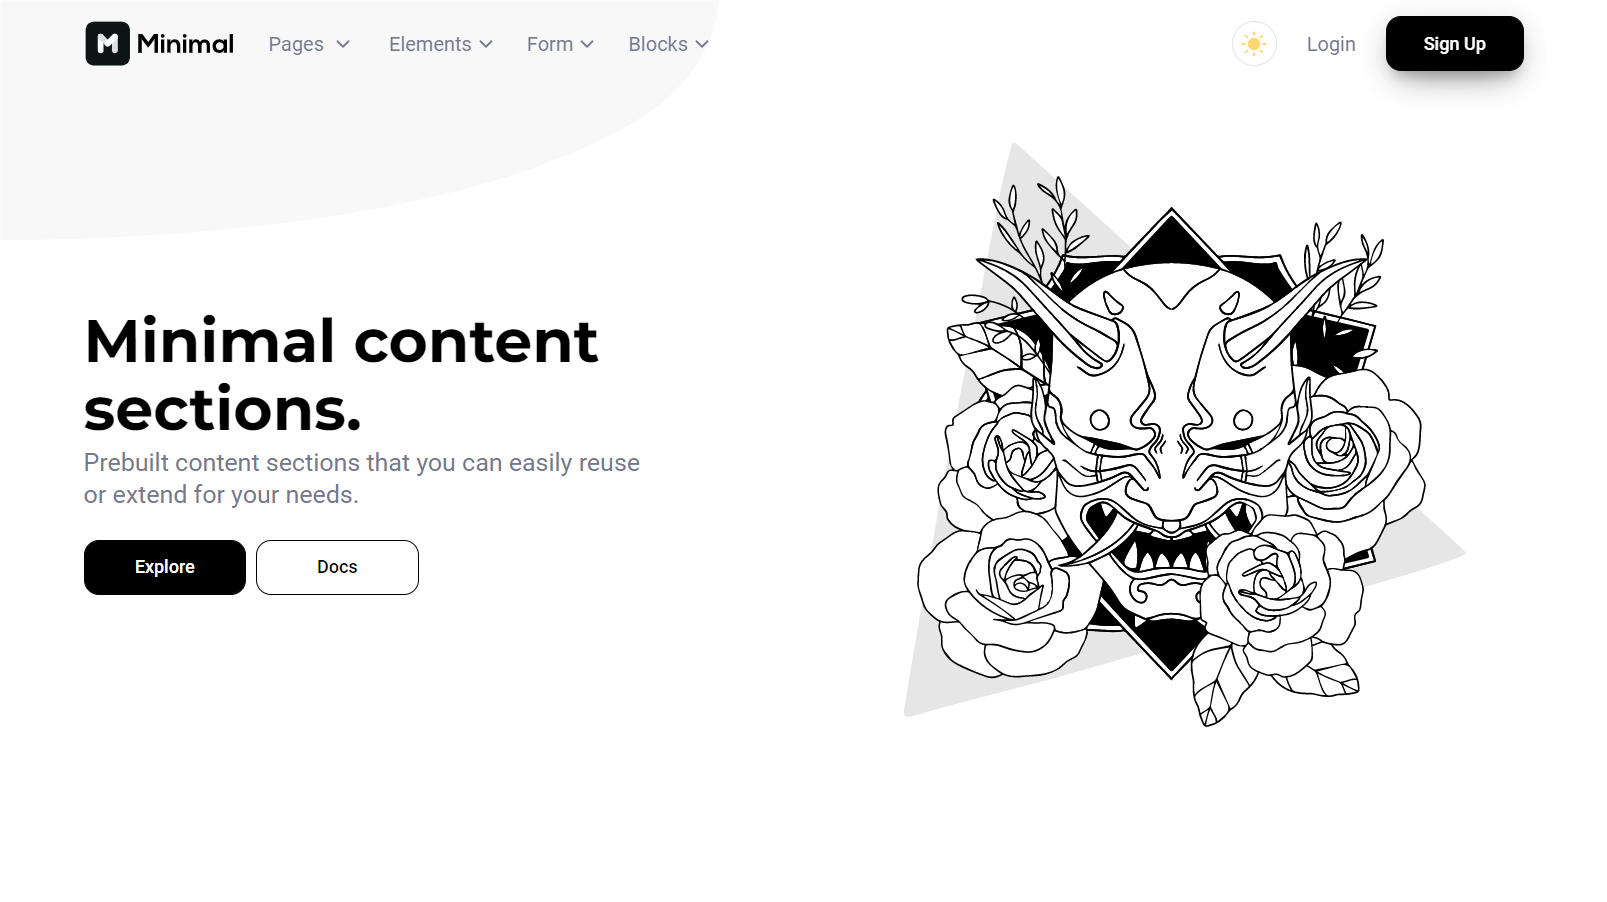 M Minimal
Pages
Elements
Form
Blocks
Login
Sign Up
Minimal content
sections.
Prebuilt content sections that you can easily reuse
or extend for your needs.
Explore
Docs